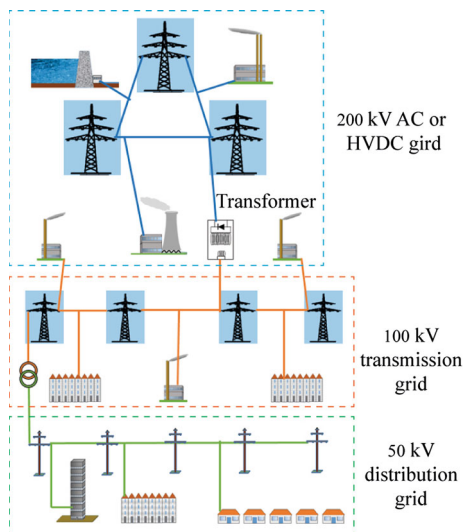 200 kV AC or
HVDC gird
Transformer
100 kV
transmission
grid
50 kV
distribution
grid